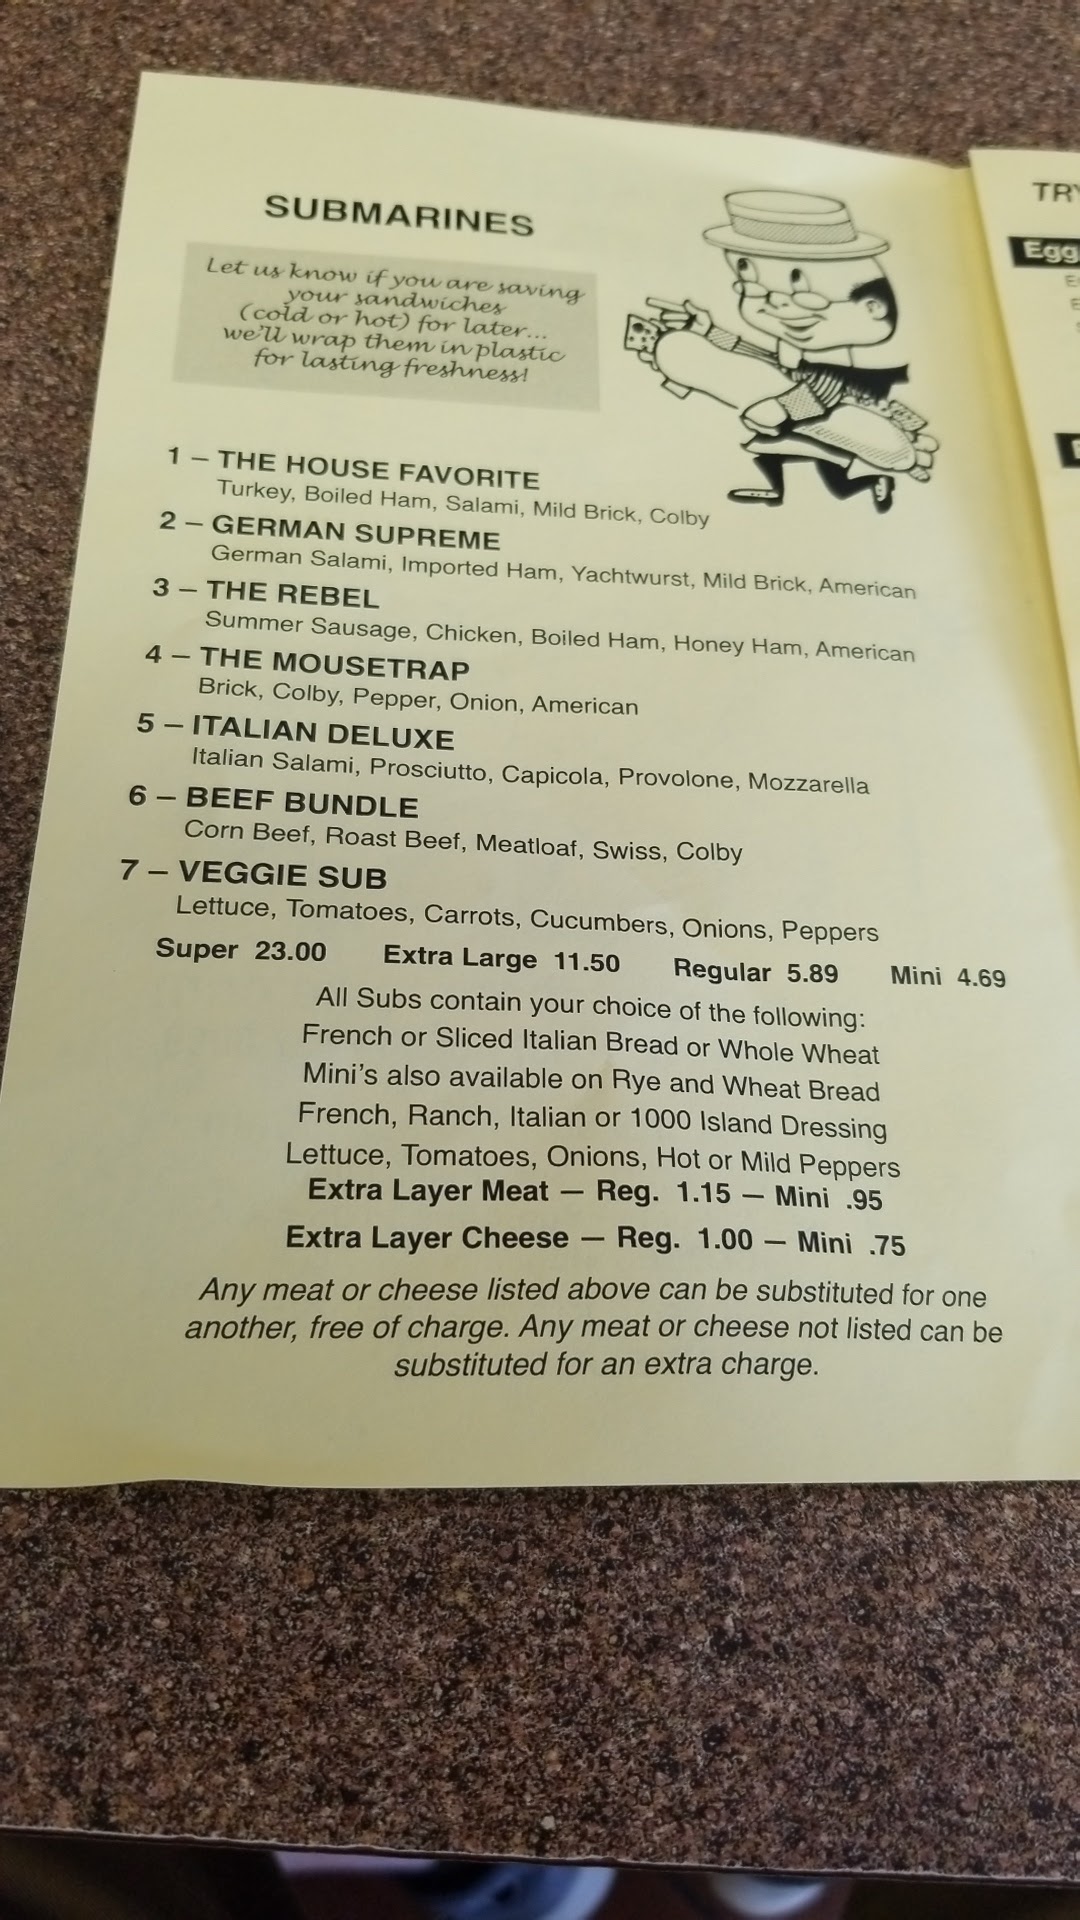 SUBMARINES
Let us know if you are saving
your sandwiches
(cold or hot) for later...
we'll wrap them in plastic
for lasting freshness!
1 – THE HOUSE FAVORITE
Turkey, Boiled Ham, Salami, Mild Brick, Colby
2 – GERMAN SUPREME
German Salami, Imported Ham, Yachtwurst, Mild Brick, American
3 – THE REBEL
Summer Sausage, Chicken, Boiled Ham, Honey Ham, American
4 – THE MOUSETRAP
Brick, Colby, Pepper, Onion, American
5 – ITALIAN DELUXE
Italian Salami, Prosciutto, Capicola, Provolone, Mozzarella
6 – BEEF BUNDLE
Corn Beef, Roast Beef, Meatloaf, Swiss, Colby
7 – VEGGIE SUB
Lettuce, Tomatoes, Carrots, Cucumbers, Onions, Peppers
Super 23.00 Extra Large 11.50 Regular 5.89 Mini 4.69
All Subs contain your choice of the following:
French or Sliced Italian Bread or Whole Wheat
Mini's also available on Rye and Wheat Bread
French, Ranch, Italian or 1000 Island Dressing
Lettuce, Tomatoes, Onions, Hot or Mild Peppers
Extra Layer Meat — Reg. 1.15 — Mini .95
Extra Layer Cheese — Reg. 1.00 — Mini .75
Any meat or cheese listed above can be substituted for one
another, free of charge. Any meat or cheese not listed can be
substituted for an extra charge.
TRY
Egg